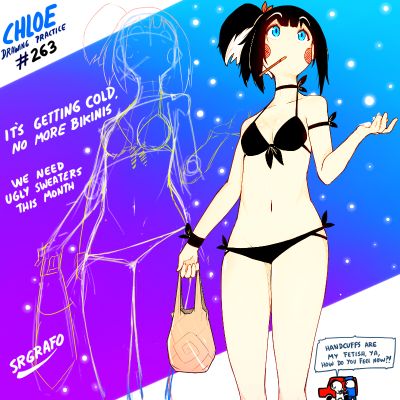 CHLOE
DRAWING PRACTICE
#263
IT'S GETTING COLD,
NO MORE BIKINIS
WE NEED
UGLY SWEATERS
THIS MONTH
SRGRAFO
HANDCUFFS ARE
MY FETISH, YA,
HOW DO YOU FEEL NOW?!